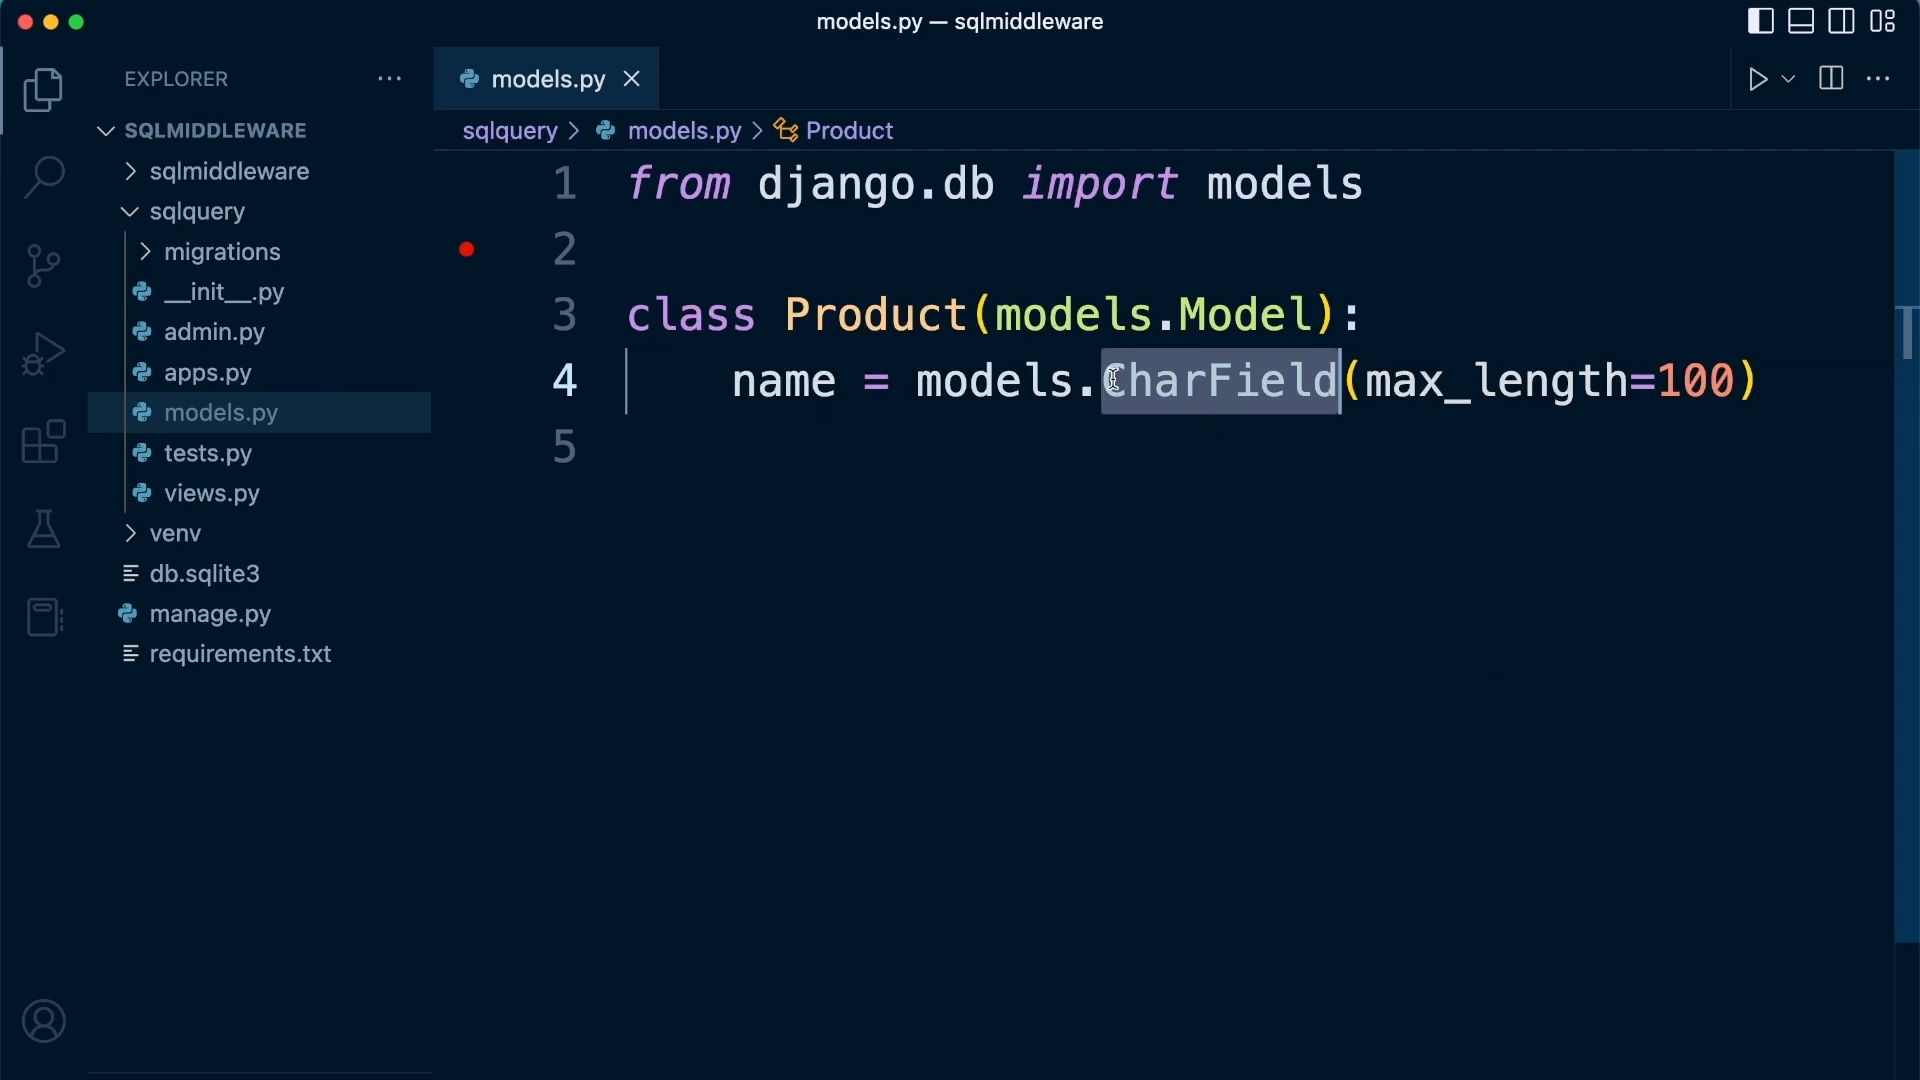 models.py — sqlmiddleware
EXPLORER
SQLMIDDLEWARE
sqlmiddleware
sqlquery
migrations
__init__.py
admin.py
apps.py
models.py
tests.py
views.py
venv
db.sqlite3
manage.py
requirements.txt
models.py
sqlquery > models.py > Product
1 from django.db import models
2
3 class Product(models.Model):
4     name = models.CharField(max_length=100)
5